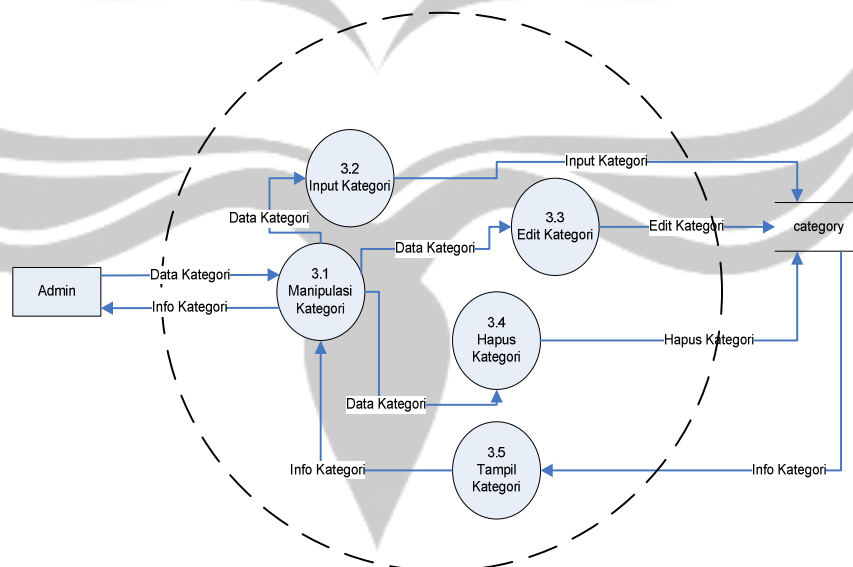 3.2
Input Kategori
Input Kategori
Data Kategori
3.3
Edit Kategori
Edit Kategori
category
Data Kategori
Admin
Data Kategori
Info Kategori
3.1
Manipulasi
Kategori
3.4
Hapus
Kategori
Hapus Kategori
Data Kategori
3.5
Tampil
Kategori
Info Kategori
Info Kategori